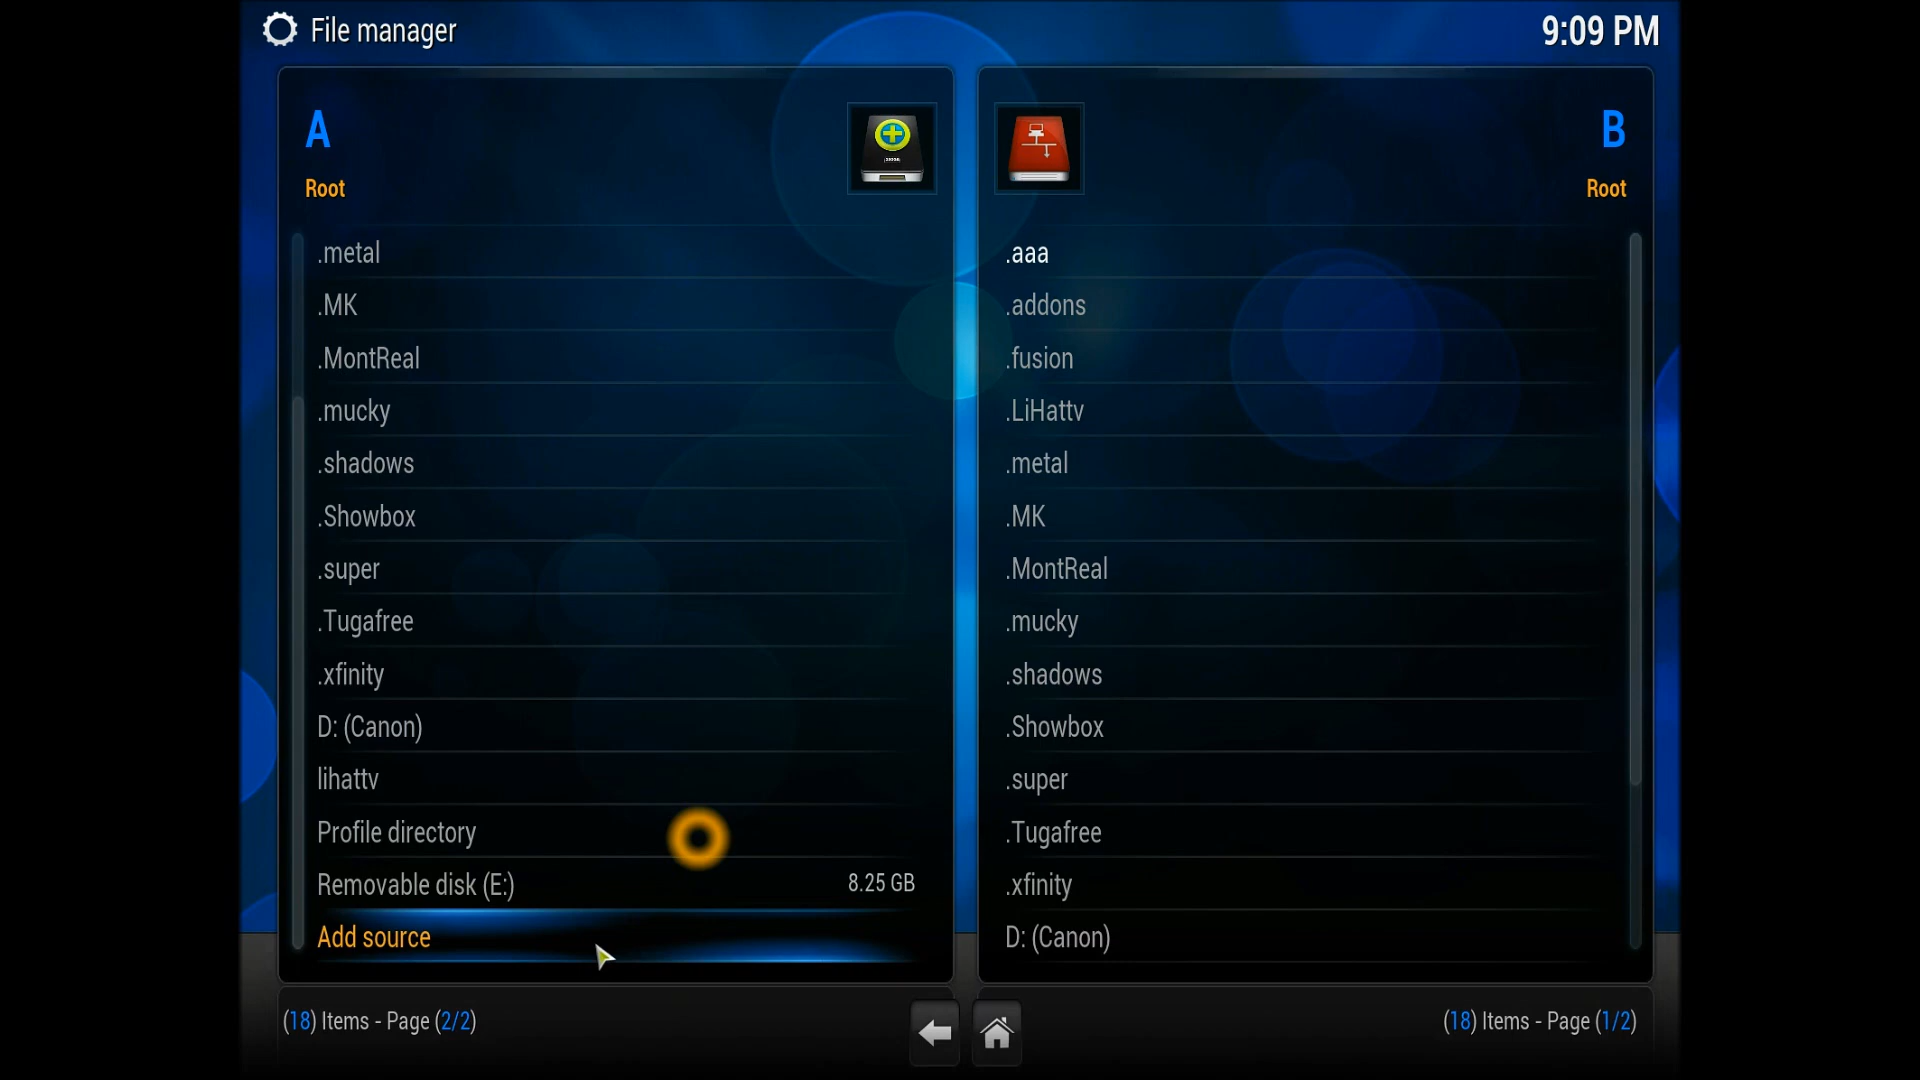 File manager
9:09 PM
A
Root
.metal
.MK
.MontReal
.mucky
.shadows
.Showbox
.super
.Tugafree
.xfinity
D: (Canon)
lihattv
Profile directory
Removable disk (E:) 8.25 GB
Add source
(18) Items - Page (2/2)
B
Root
.aaa
.addons
.fusion
.LiHattv
.metal
.MK
.MontReal
.mucky
.shadows
.Showbox
.super
.Tugafree
.xfinity
D: (Canon)
(18) Items - Page (1/2)